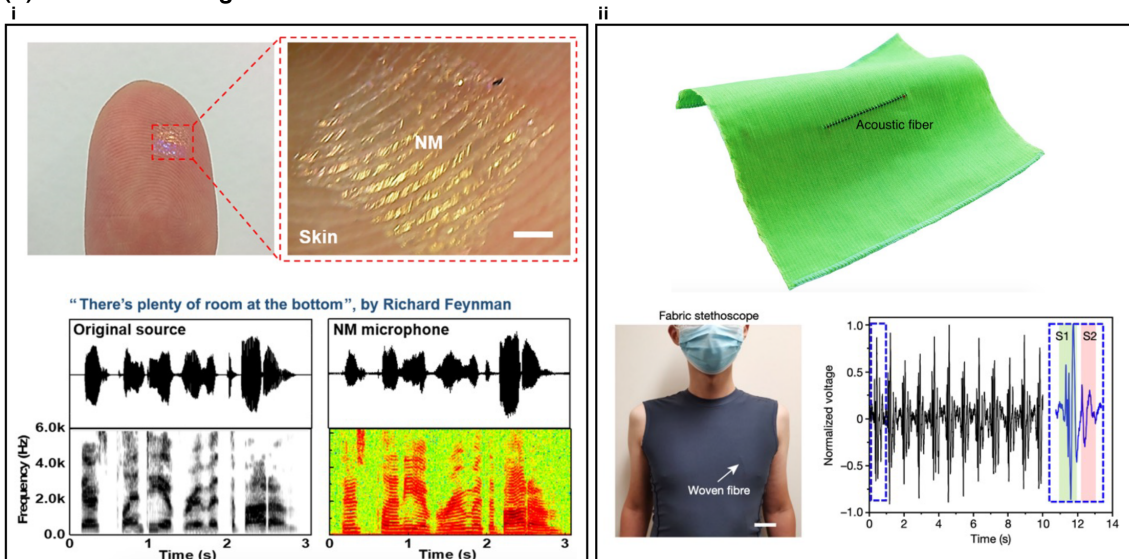 i
ii
NM
Skin
"There's plenty of room at the bottom", by Richard Feynman
Original source
NM microphone
6.0k
4.0k
2.0k
0.0
Frequency (Hz)
0 1 2 3
Time (s)
0 1 2 3
Time (s)
Acoustic fiber
Fabric stethoscope
Woven fibre
Normalized voltage
1.0
0.5
0
−0.5
−1.0
S1 S2
0 2 4 6 8 10 12 14
Time (s)